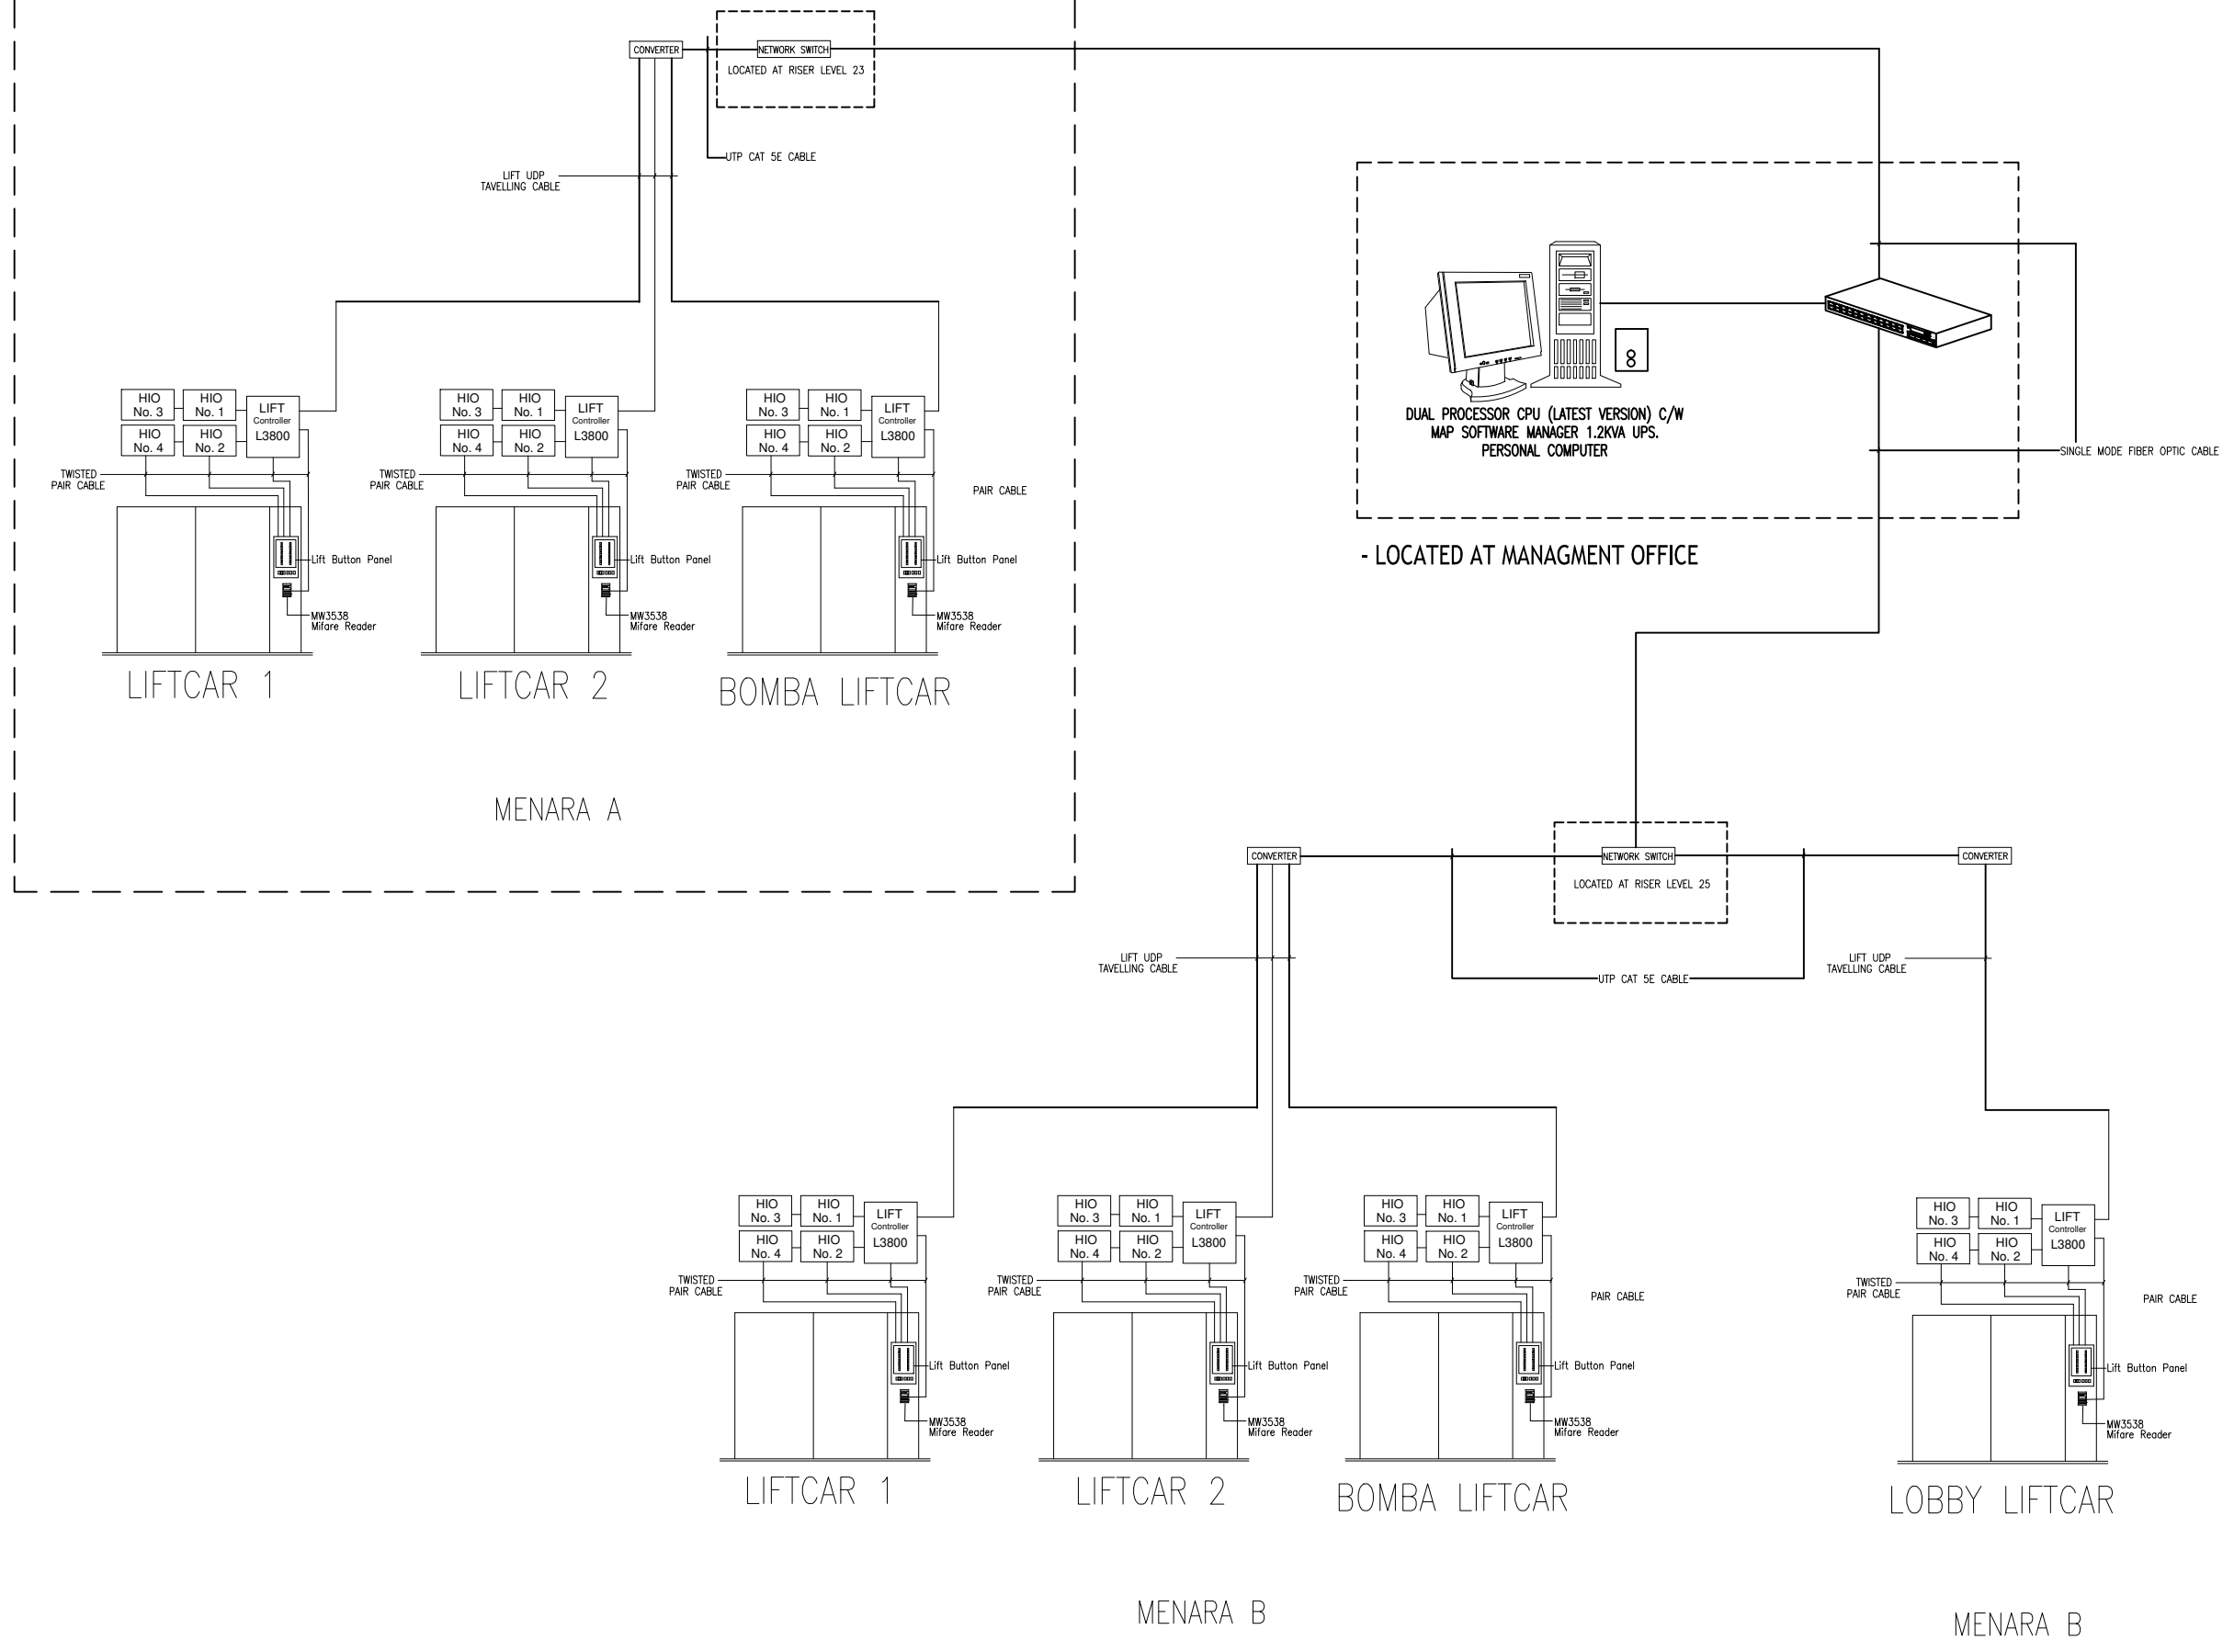 CONVERTER
NETWORK SWITCH
LOCATED AT RISER LEVEL 23
UTP CAT 5E CABLE
LIFT UDP
TAVELLING CABLE
HIO
No. 3
HIO
No. 1
LIFT
Controller
L3800
HIO
No. 4
HIO
No. 2
TWISTED
PAIR CABLE
Lift Button Panel
MW3538
Mifare Reader
LIFTCAR 1
HIO
No. 3
HIO
No. 1
LIFT
Controller
L3800
HIO
No. 4
HIO
No. 2
TWISTED
PAIR CABLE
Lift Button Panel
MW3538
Mifare Reader
LIFTCAR 2
HIO
No. 3
HIO
No. 1
LIFT
Controller
L3800
HIO
No. 4
HIO
No. 2
TWISTED
PAIR CABLE
PAIR CABLE
Lift Button Panel
MW3538
Mifare Reader
BOMBA LIFTCAR
MENARA A
DUAL PROCESSOR CPU (LATEST VERSION) C/W
MAP SOFTWARE MANAGER 1.2KVA UPS.
PERSONAL COMPUTER
SINGLE MODE FIBER OPTIC CABLE
- LOCATED AT MANAGMENT OFFICE
CONVERTER
NETWORK SWITCH
LOCATED AT RISER LEVEL 25
CONVERTER
LIFT UDP
TAVELLING CABLE
UTP CAT 5E CABLE
LIFT UDP
TAVELLING CABLE
HIO
No. 3
HIO
No. 1
LIFT
Controller
L3800
HIO
No. 4
HIO
No. 2
TWISTED
PAIR CABLE
Lift Button Panel
MW3538
Mifare Reader
LIFTCAR 1
HIO
No. 3
HIO
No. 1
LIFT
Controller
L3800
HIO
No. 4
HIO
No. 2
TWISTED
PAIR CABLE
Lift Button Panel
MW3538
Mifare Reader
LIFTCAR 2
HIO
No. 3
HIO
No. 1
LIFT
Controller
L3800
HIO
No. 4
HIO
No. 2
TWISTED
PAIR CABLE
PAIR CABLE
Lift Button Panel
MW3538
Mifare Reader
BOMBA LIFTCAR
HIO
No. 3
HIO
No. 1
LIFT
Controller
L3800
HIO
No. 4
HIO
No. 2
TWISTED
PAIR CABLE
PAIR CABLE
Lift Button Panel
MW3538
Mifare Reader
LOBBY LIFTCAR
MENARA B
MENARA B